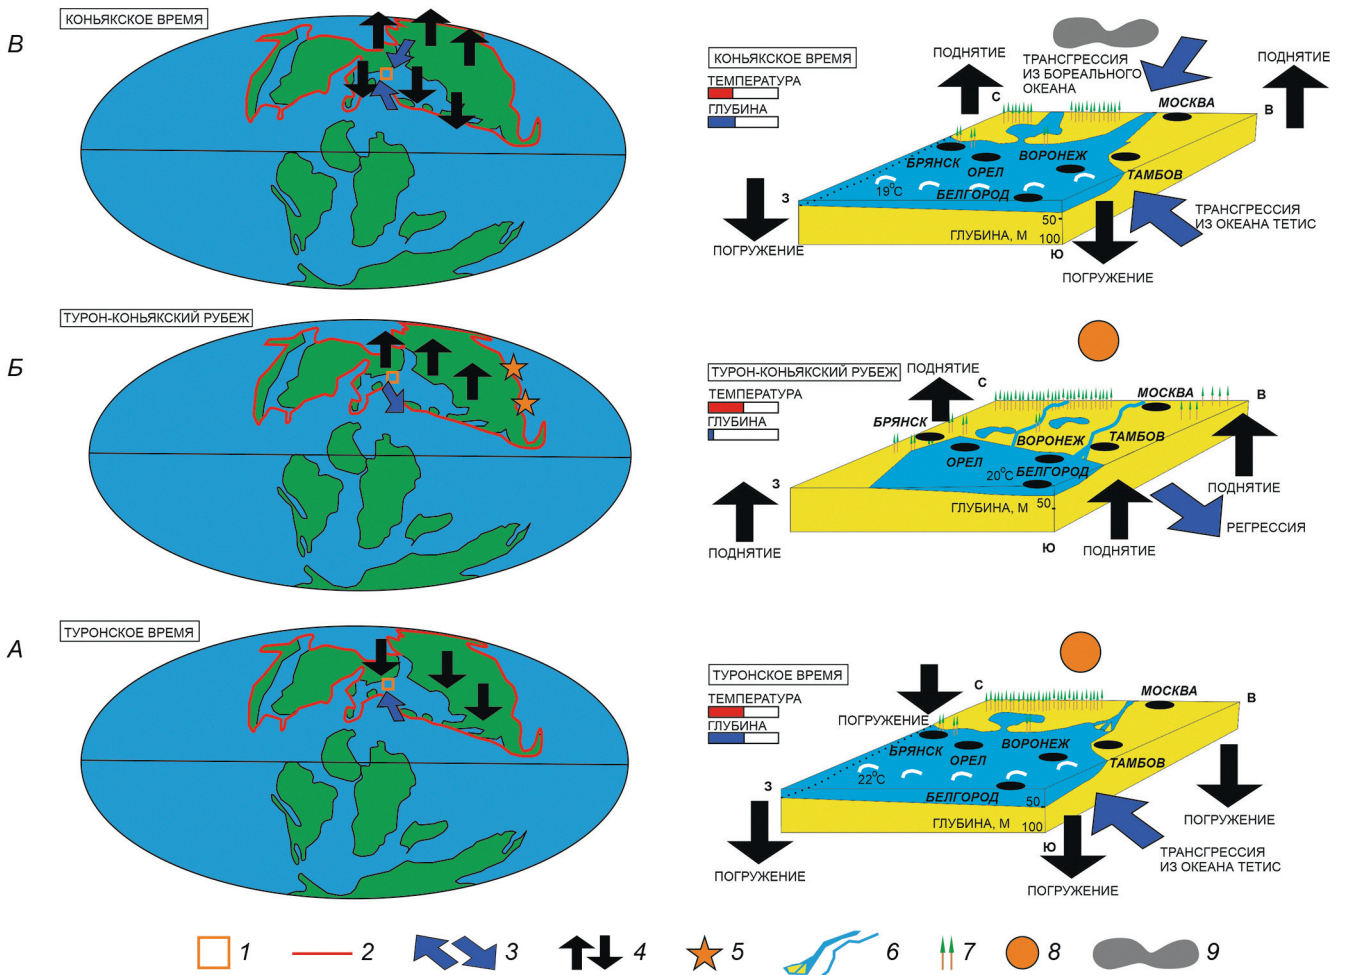 В
КОНЬЯКСКОЕ ВРЕМЯ
КОНЬЯКСКОЕ ВРЕМЯ
ТЕМПЕРАТУРА
ГЛУБИНА
ПОДНЯТИЕ
ТРАНСГРЕССИЯ
ИЗ БОРЕАЛЬНОГО
ОКЕАНА
ПОДНЯТИЕ
С
МОСКВА
В
БРЯНСК
ОРЕЛ
ВОРОНЕЖ
ТАМБОВ
19°C
БЕЛГОРОД
З
50
ГЛУБИНА, М
100
Ю
ПОГРУЖЕНИЕ
ТРАНСГРЕССИЯ
ИЗ ОКЕАНА ТЕТИС
ПОГРУЖЕНИЕ
Б
ТУРОН-КОНЬЯКСКИЙ РУБЕЖ
ТУРОН-КОНЬЯКСКИЙ РУБЕЖ
ТЕМПЕРАТУРА
ГЛУБИНА
ПОДНЯТИЕ
С
МОСКВА
В
БРЯНСК
ОРЕЛ
ВОРОНЕЖ
ТАМБОВ
20°C
БЕЛГОРОД
З
50
ГЛУБИНА, М
Ю
ПОДНЯТИЕ
РЕГРЕССИЯ
ПОДНЯТИЕ
ПОДНЯТИЕ
А
ТУРОНСКОЕ ВРЕМЯ
ТУРОНСКОЕ ВРЕМЯ
ТЕМПЕРАТУРА
ГЛУБИНА
ПОГРУЖЕНИЕ
С
МОСКВА
В
БРЯНСК
ОРЕЛ
ВОРОНЕЖ
ТАМБОВ
22°C
БЕЛГОРОД
З
50
ГЛУБИНА, М
100
Ю
ПОГРУЖЕНИЕ
ТРАНСГРЕССИЯ
ИЗ ОКЕАНА ТЕТИС
ПОГРУЖЕНИЕ
ПОГРУЖЕНИЕ
1 2 3 4 5 6 7 8 9